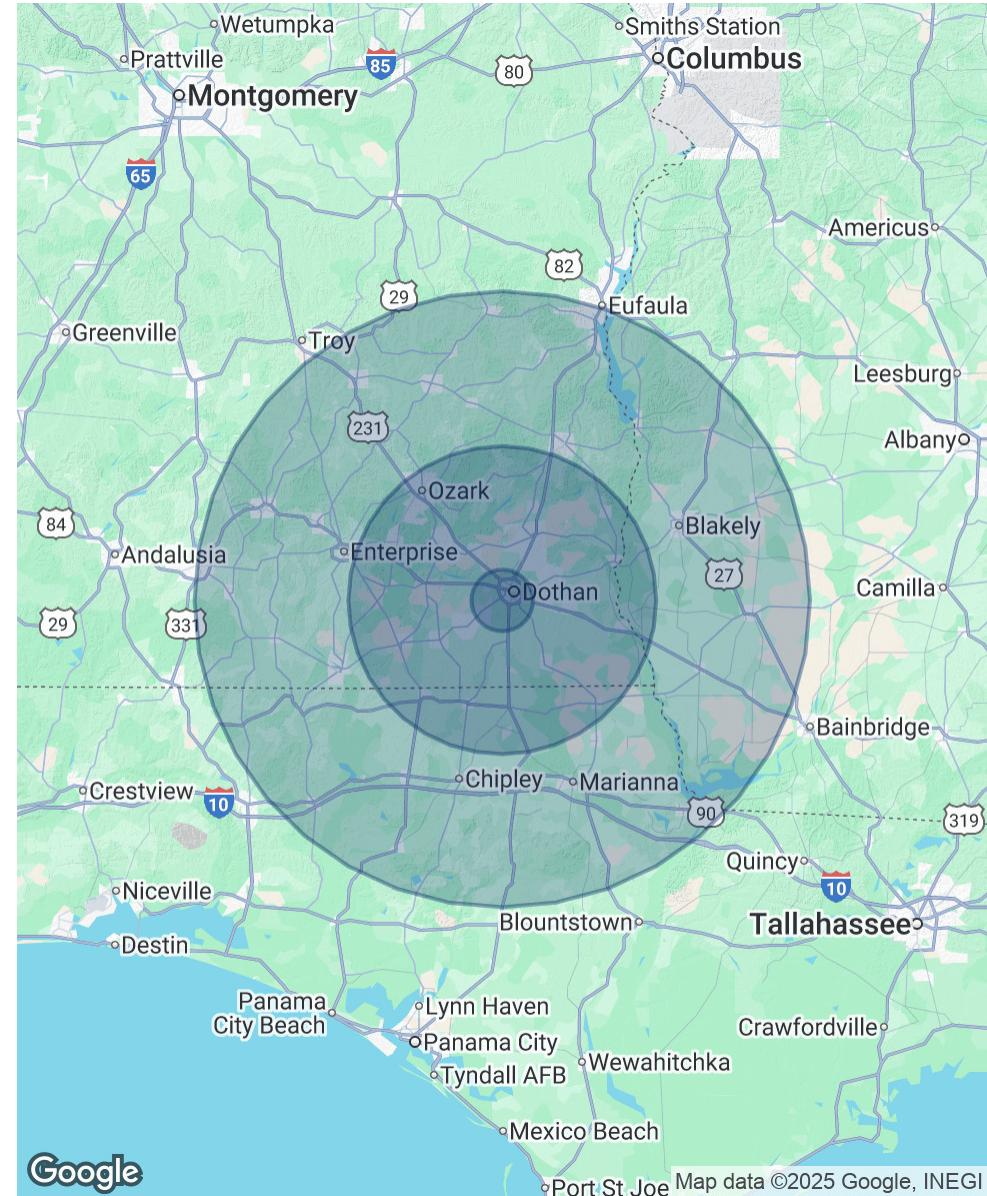 Wetumpka
Smiths Station
Prattville
85
80
Columbus
Montgomery
65
Americus
82
29
Eufaula
Greenville
Troy
Leesburg
231
Albany
Ozark
84
Blakely
Andalusia
Enterprise
27
Camilla
Dothan
29
331
Bainbridge
Chipley
Marianna
Crestview
10
90
319
Quincy
10
Niceville
Blountstown
Tallahassee
Destin
Panama
City Beach
Lynn Haven
Crawfordville
Panama City
Wewahitchka
Tyndall AFB
Mexico Beach
Google
Map data ©2025 Google, INEGI
Port St Joe